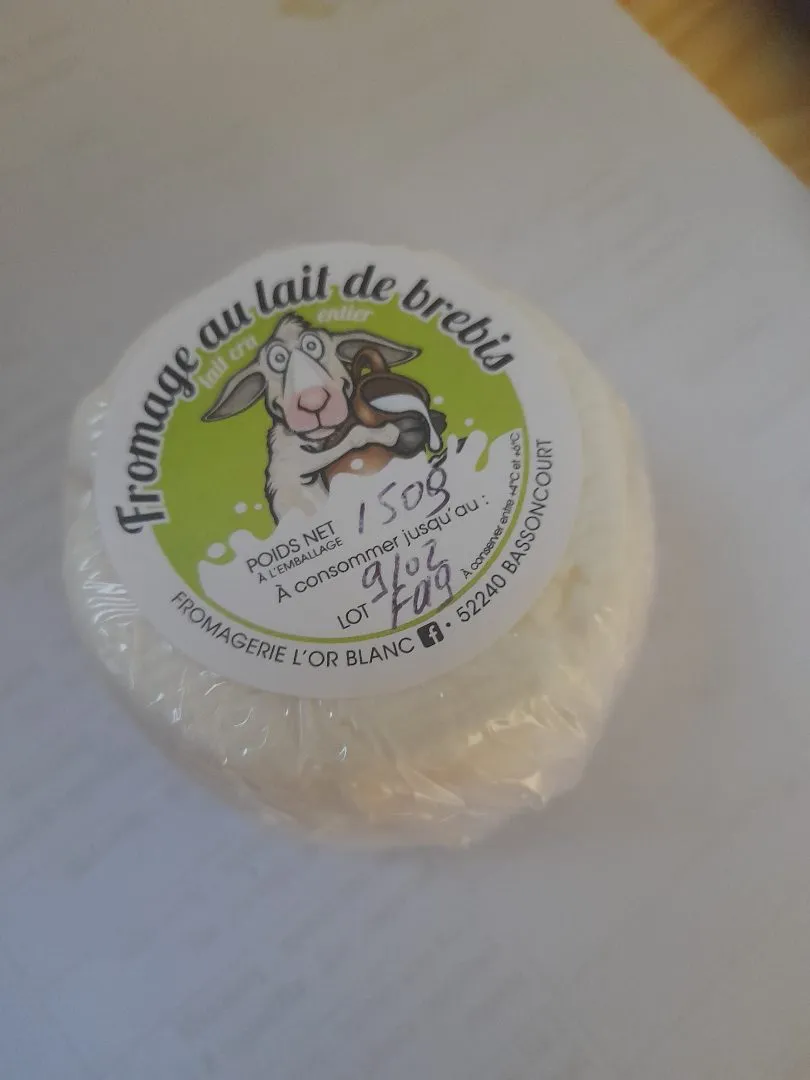 Fromage au lait de brebis
lait cru entier
POIDS NET 150g
À L'EMBALLAGE
À consommer jusqu'au :
9/02
LOT Fa9
À conserver entre +4°C et +6°C
FROMAGERIE L'OR BLANC f • 52240 BASSONCOURT